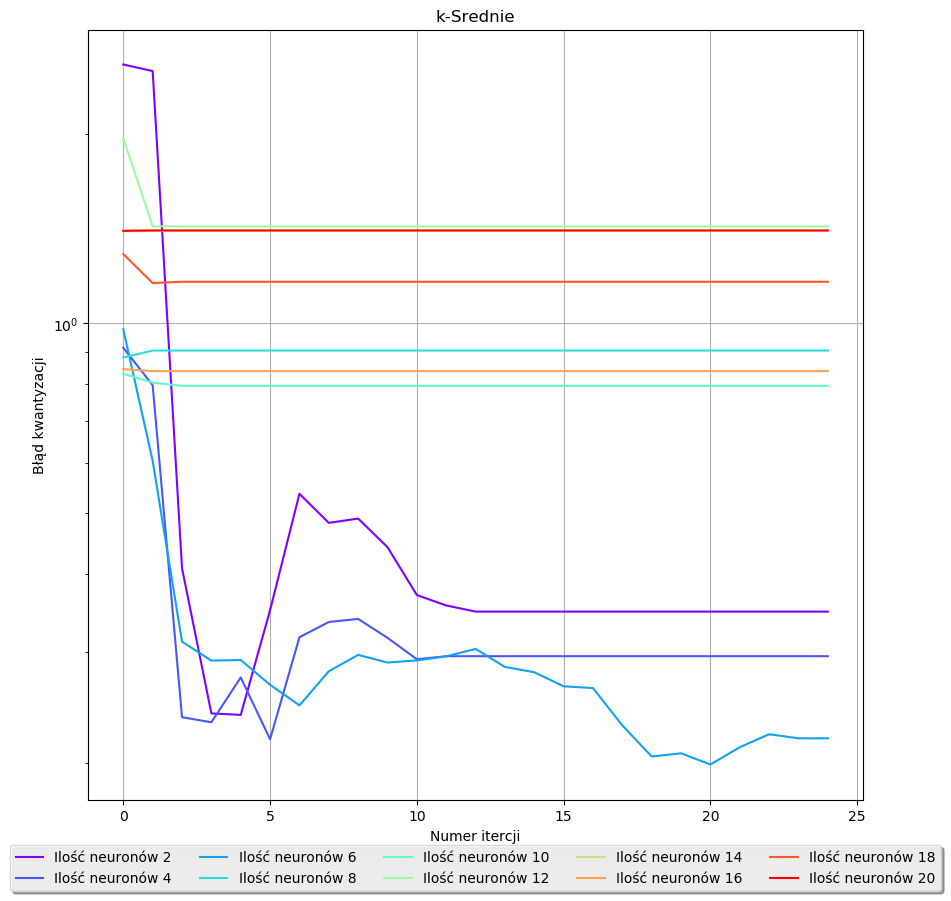 k-Srednie
Błąd kwantyzacji
10^0
0 5 10 15 20 25
Numer itercji
Ilość neuronów 2 Ilość neuronów 6 Ilość neuronów 10 Ilość neuronów 14 Ilość neuronów 18
Ilość neuronów 4 Ilość neuronów 8 Ilość neuronów 12 Ilość neuronów 16 Ilość neuronów 20